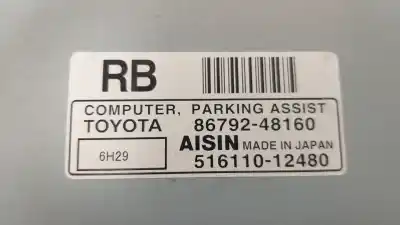 RB
COMPUTER, PARKING ASSIST
TOYOTA 86792-48160
6H29 AISIN MADE IN JAPAN
516110-12480